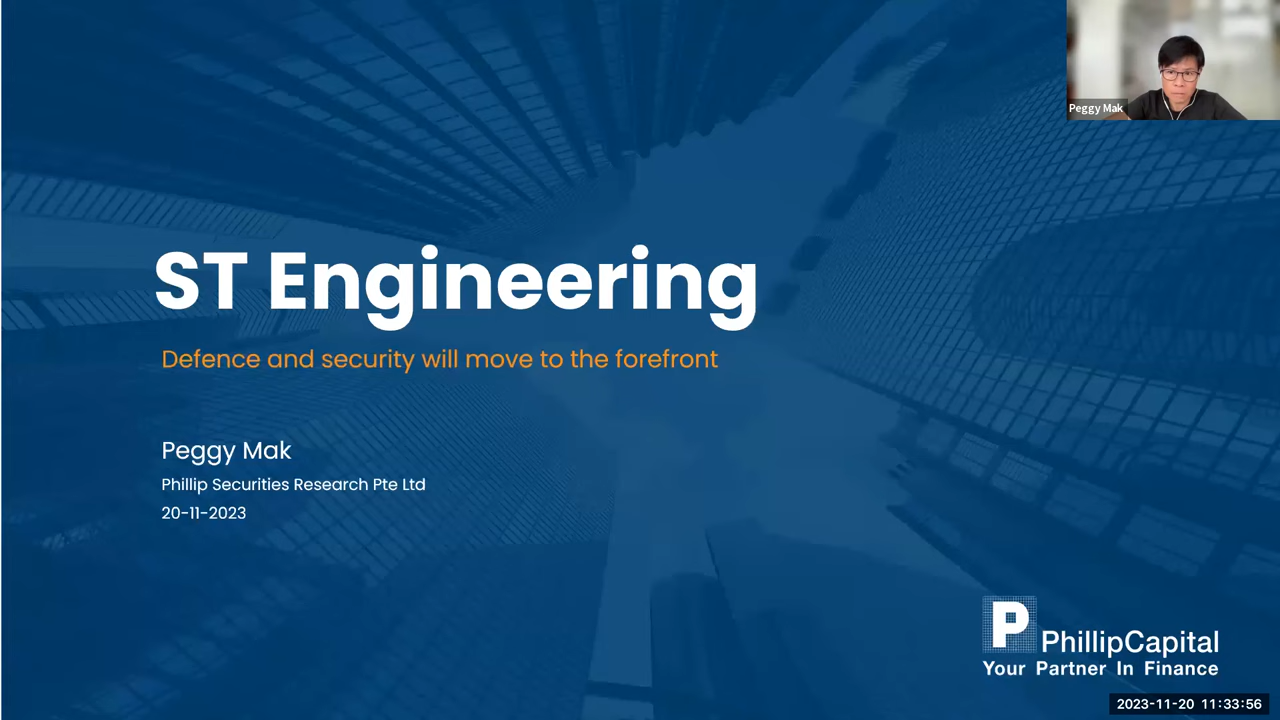 Peggy Mak
ST Engineering
Defence and security will move to the forefront
Peggy Mak
Phillip Securities Research Pte Ltd
20-11-2023
P PhillipCapital
Your Partner In Finance
2023-11-20 11:33:56